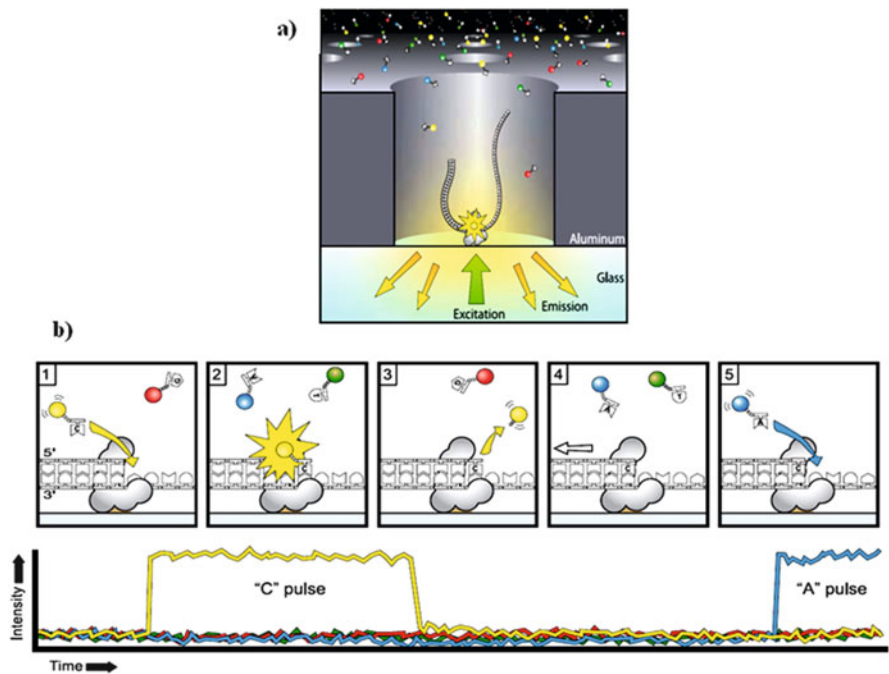 a)
Aluminum
Glass
Excitation
Emission
b)
1
2
3
4
5
C
G
A
T
G
A
T
A
5'
3'
C
C
C
C
Intensity
"C" pulse
"A" pulse
Time